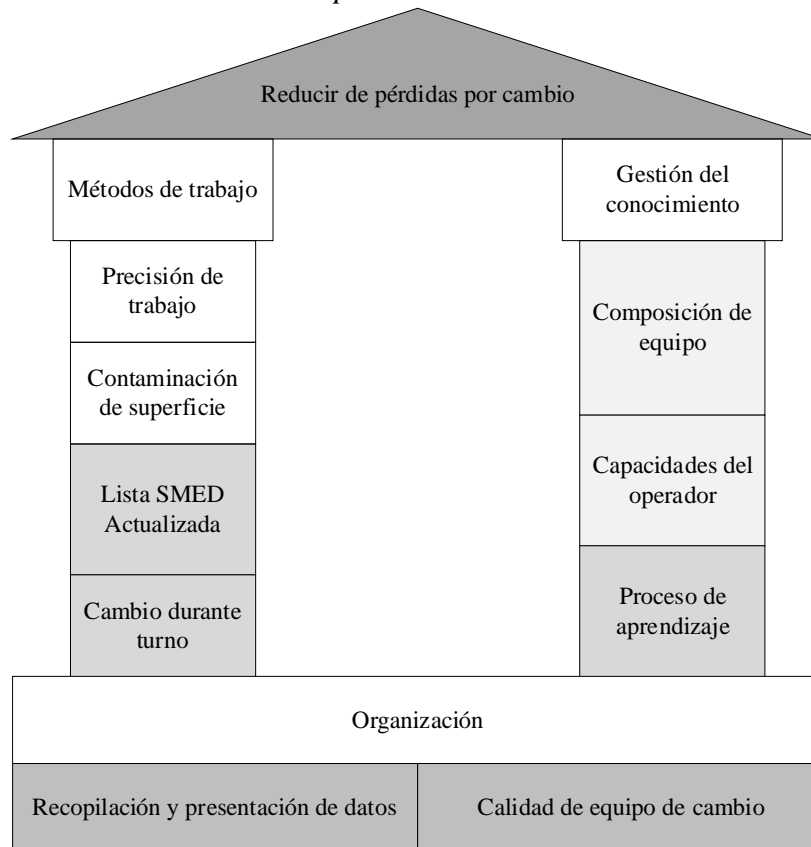 Reducir de pérdidas por cambio
Métodos de trabajo
Gestión del
conocimiento
Precisión de
trabajo
Contaminación
de superficie
Lista SMED
Actualizada
Cambio durante
turno
Composición de
equipo
Capacidades del
operador
Proceso de
aprendizaje
Organización
Recopilación y presentación de datos
Calidad de equipo de cambio